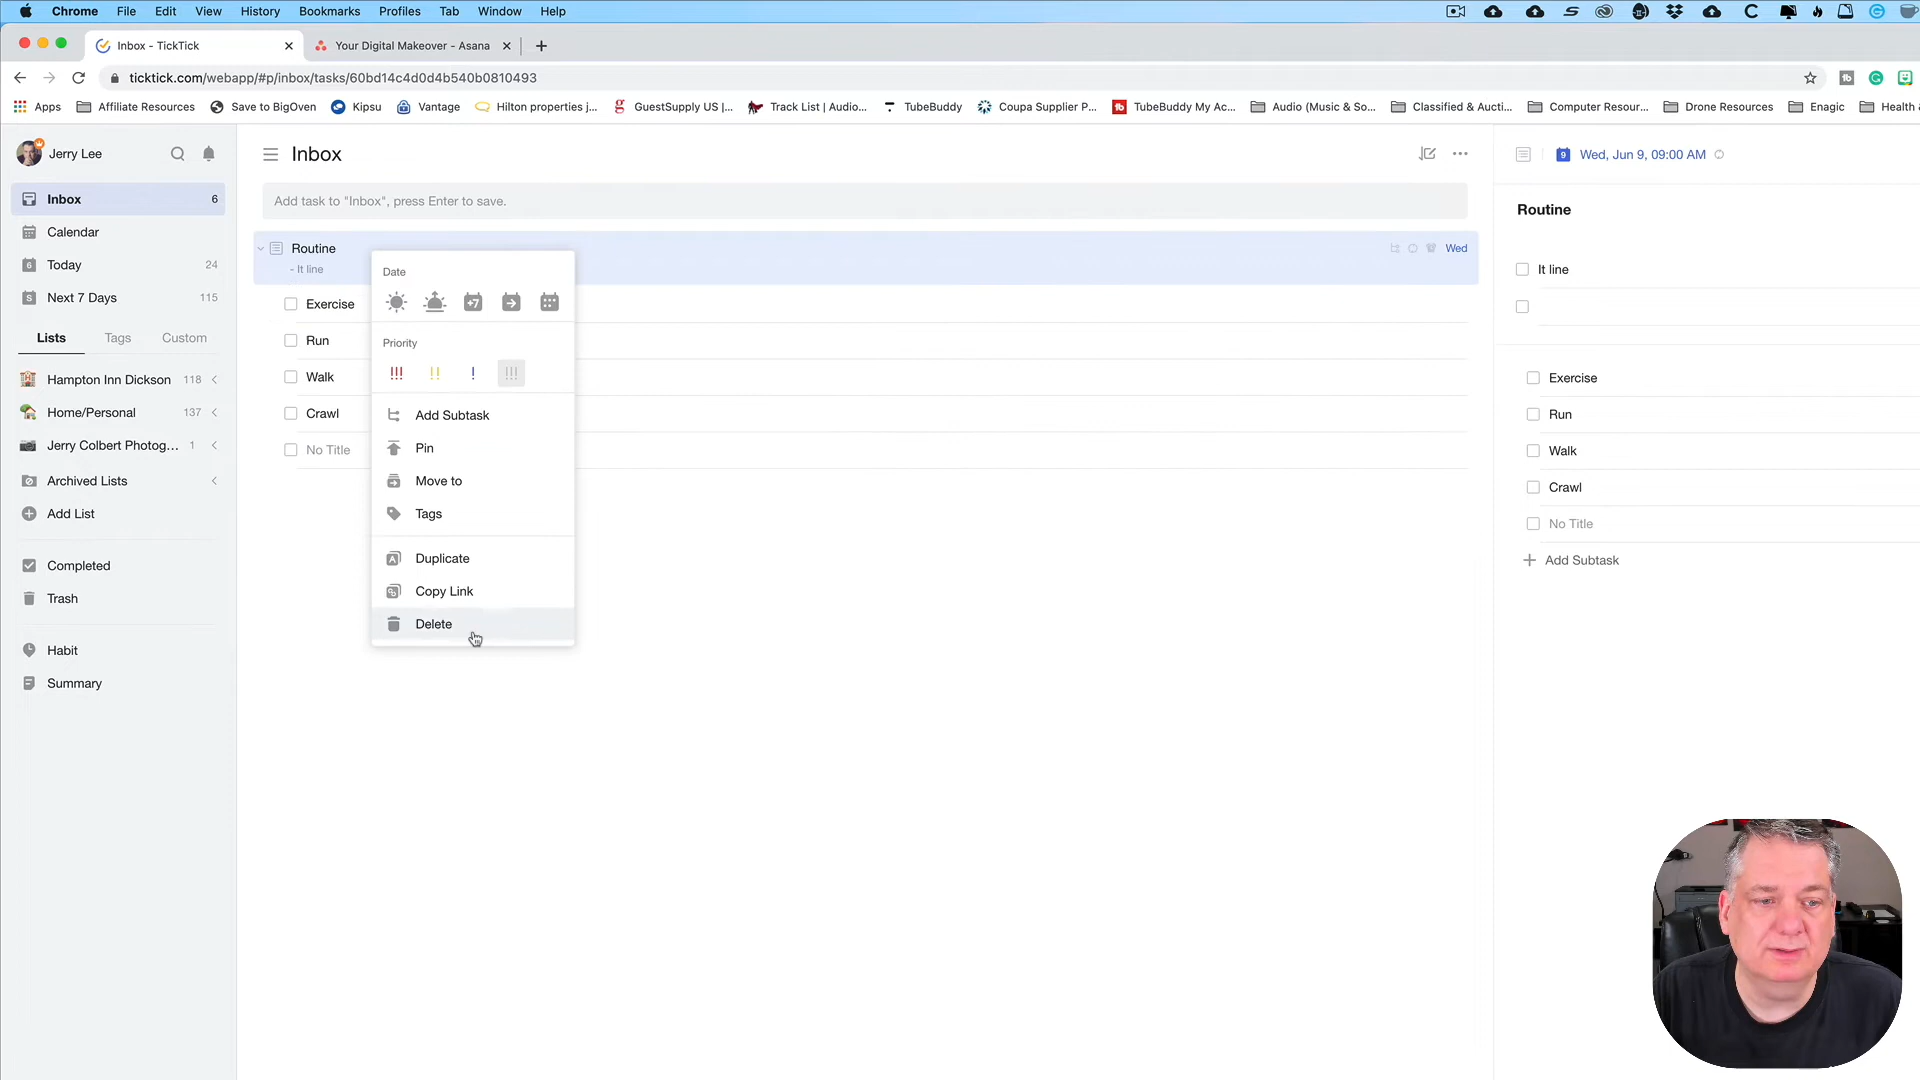 Chrome File Edit View History Bookmarks Profiles Tab Window Help
Inbox - TickTick
Your Digital Makeover - Asana
ticktick.com/webapp/#p/inbox/tasks/60bd14c4d0d4b540b0810493
Apps Affiliate Resources Save to BigOven Kipsu Vantage Hilton properties j... GuestSupply US |... Track List | Audio... TubeBuddy Coupa Supplier P... TubeBuddy My Ac... Audio (Music & So... Classified & Aucti... Computer Resour... Drone Resources Enagic Health &
Jerry Lee
Inbox 6
Calendar
Today 24
Next 7 Days 115
Lists Tags Custom
Hampton Inn Dickson 118
Home/Personal 137
Jerry Colbert Photog... 1
Archived Lists
Add List
Completed
Trash
Habit
Summary
Inbox
Add task to "Inbox", press Enter to save.
Routine Wed
- It line
Exercise
Run
Walk
Crawl
No Title
Date
+7
Priority
!!! !! ! !!!
Add Subtask
Pin
Move to
Tags
Duplicate
Copy Link
Delete
9 Wed, Jun 9, 09:00 AM
Routine
It line
Exercise
Run
Walk
Crawl
No Title
Add Subtask